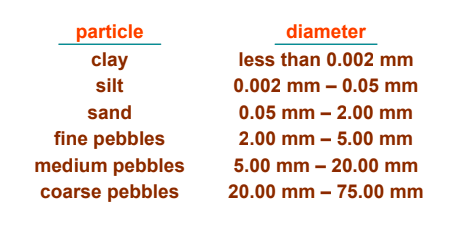 particle diameter
clay less than 0.002 mm
silt 0.002 mm – 0.05 mm
sand 0.05 mm – 2.00 mm
fine pebbles 2.00 mm – 5.00 mm
medium pebbles 5.00 mm – 20.00 mm
coarse pebbles 20.00 mm – 75.00 mm